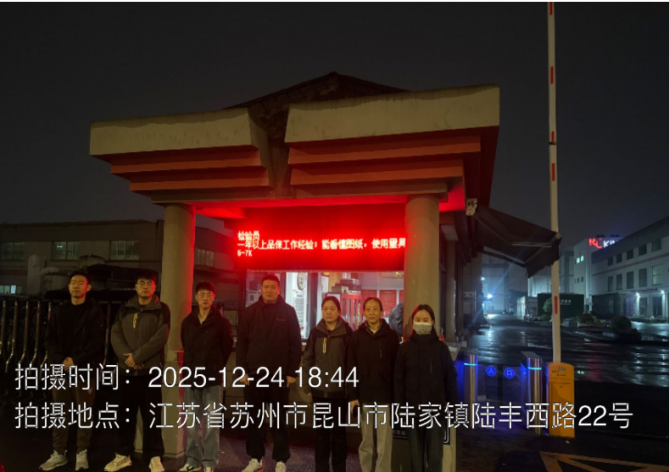 检验员
一年以上品保工作经验;能看懂图纸,使用量具
6-7K
拍摄时间:2025-12-24 18:44
拍摄地点:江苏省苏州市昆山市陆家镇陆丰西路22号